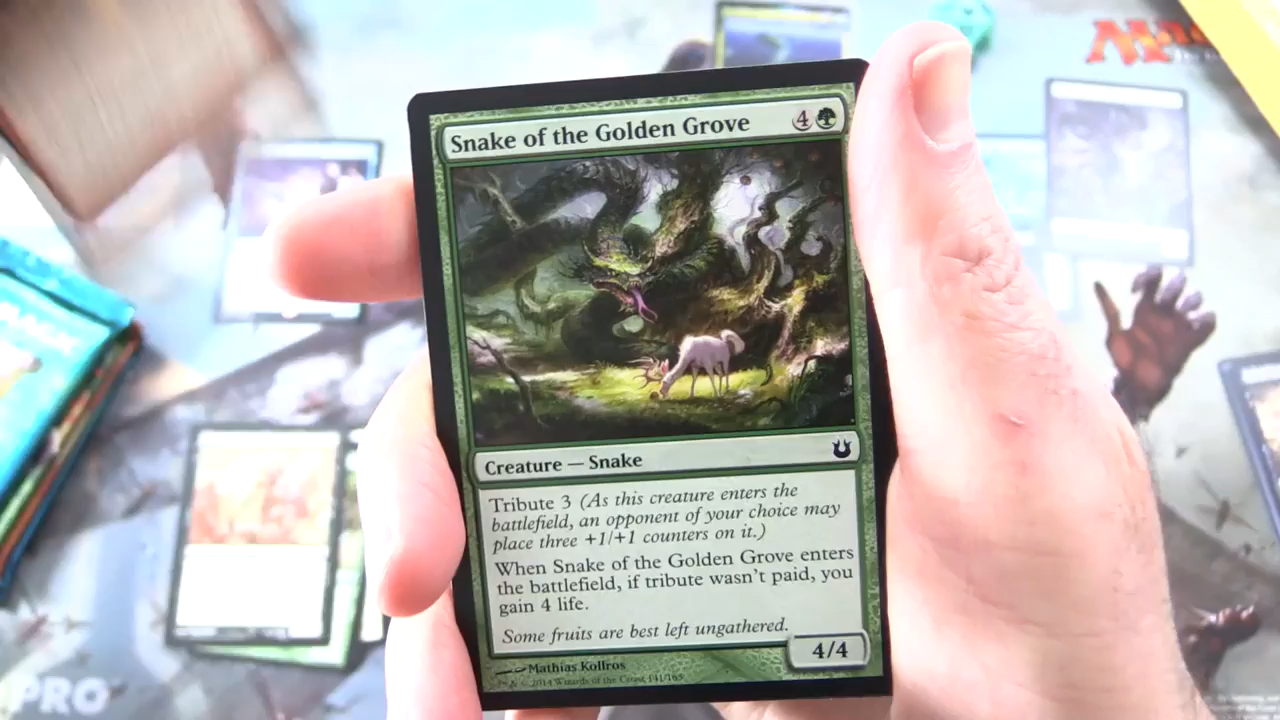 Snake of the Golden Grove 4
Creature — Snake
Tribute 3 (As this creature enters the
battlefield, an opponent of your choice may
place three +1/+1 counters on it.)
When Snake of the Golden Grove enters
the battlefield, if tribute wasn't paid, you
gain 4 life.
Some fruits are best left ungathered.
4/4
Mathias Kollros
© 2014 Wizards of the Coast 141/165
PRO